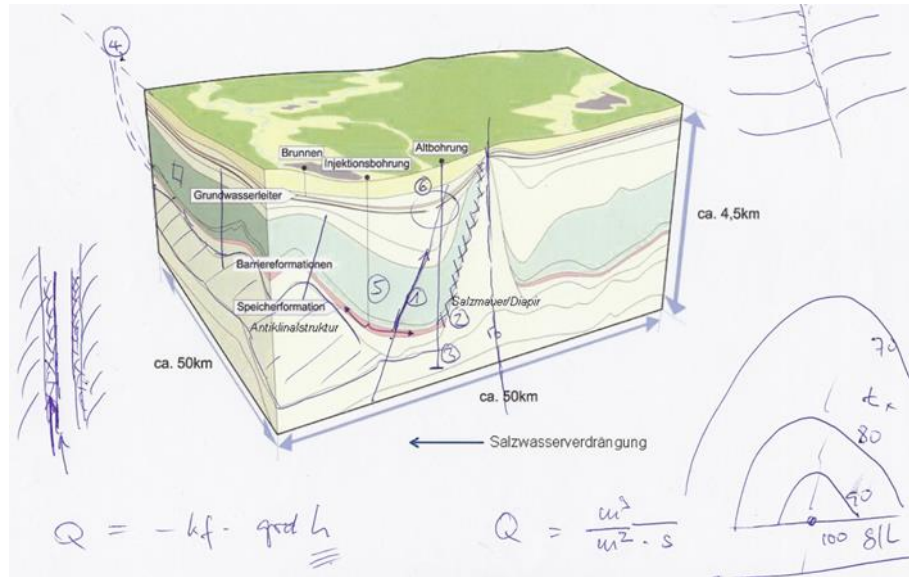 4
Brunnen
Injektionsbohrung
Altbohrung
6
Grundwasserleiter
ca. 4,5km
Barriereformationen
5
1
Speicherformation
Salzmauer/Diapir
2
Antiklinalstruktur
3
70
ca. 50km
ca. 50km
80
Salzwasserverdrängung
90
100 g/L
Q = - kf · grd h
Q = m³ / m² · s